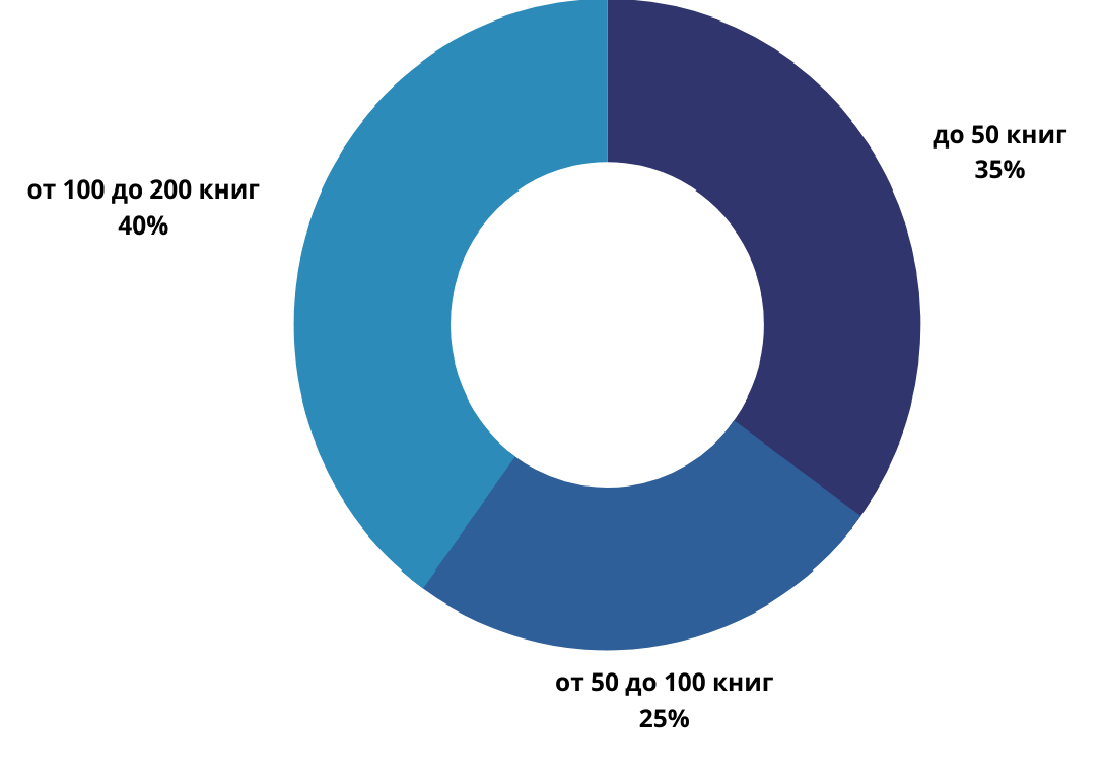 до 50 книг
35%
от 100 до 200 книг
40%
от 50 до 100 книг
25%